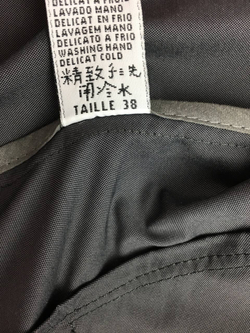 DELICAT A FROID
LAVADO MANO
DELICAT EN FRIO
LAVAGEM MANO
DELICATO A FRIO
WASHING HAND
DELICAT COLD
精致手洗
用冷水
TAILLE 38